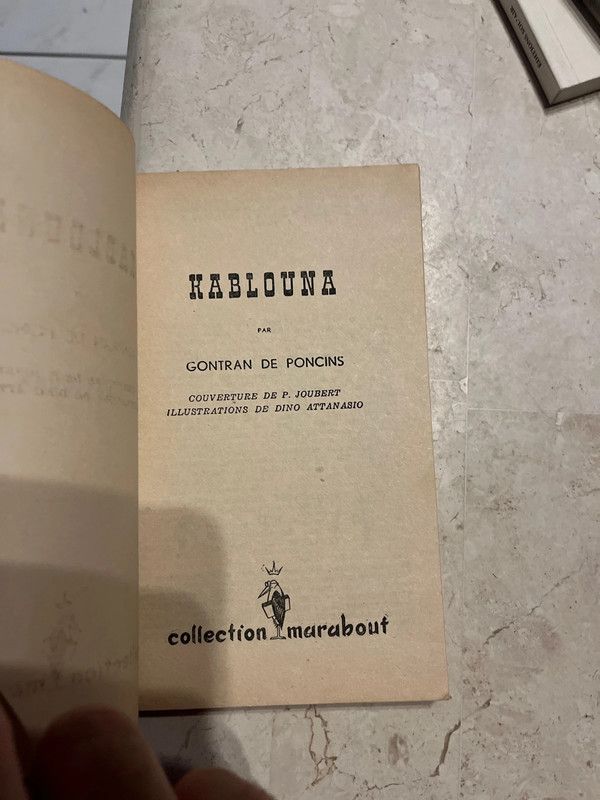 KABLOUNA
PAR
GONTRAN DE PONCINS
COUVERTURE DE P. JOUBERT
ILLUSTRATIONS DE DINO ATTANASIO
collection marabout